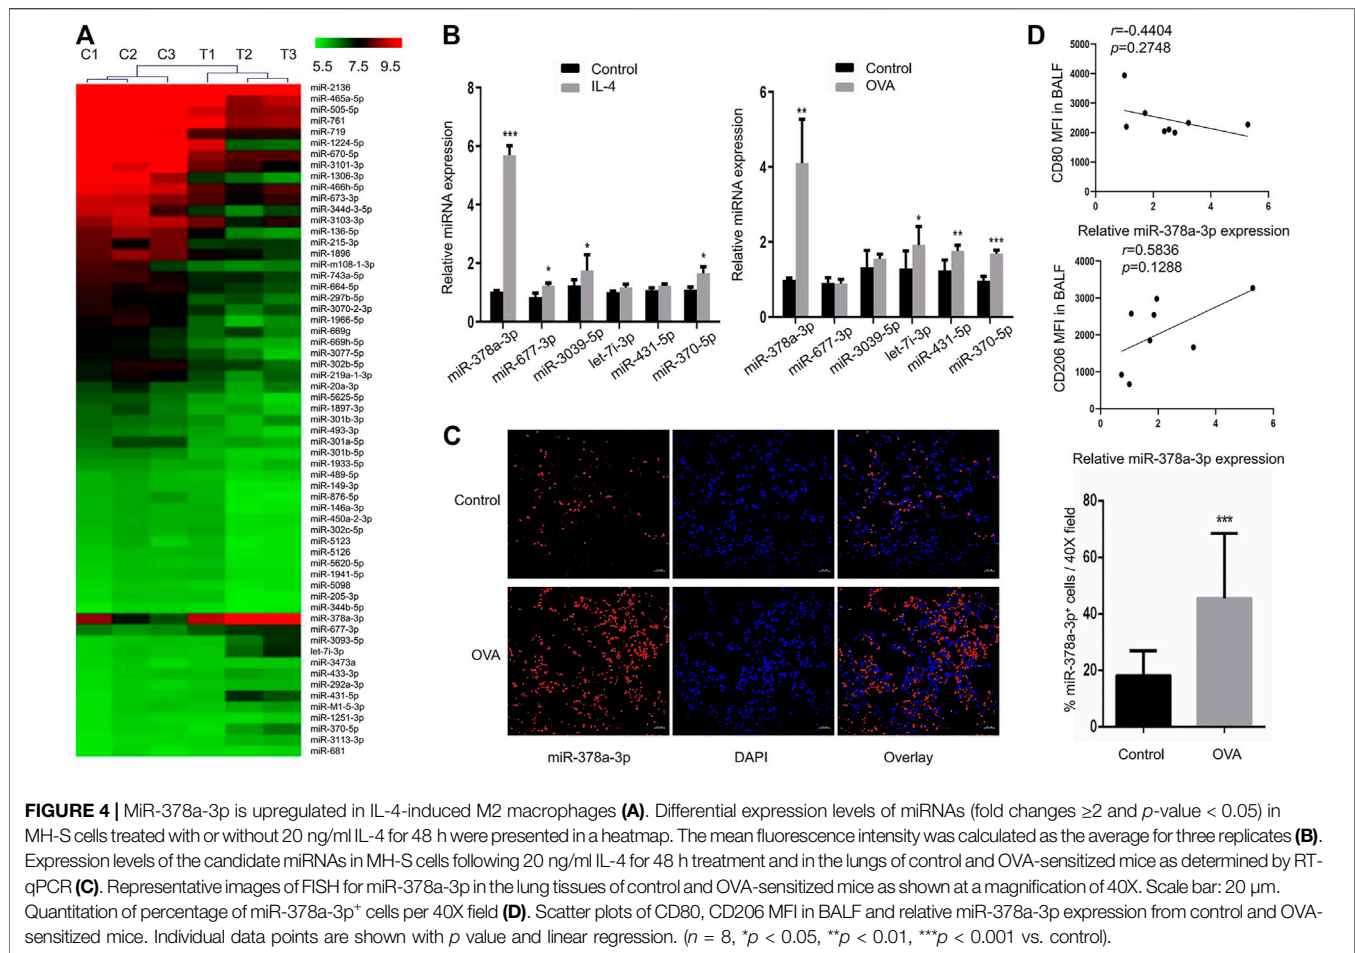 A
C1 C2 C3 T1 T2 T3
5.5 7.5 9.5
miR-2136
miR-465a-5p
miR-505-5p
miR-761
miR-719
miR-1224-5p
miR-670-5p
miR-3101-3p
miR-1306-3p
miR-466h-5p
miR-673-3p
miR-344d-3-5p
miR-3103-3p
miR-136-5p
miR-215-3p
miR-1896
miR-m108-1-3p
miR-743a-5p
miR-664-5p
miR-297b-5p
miR-3070-2-3p
miR-1966-5p
miR-669g
miR-669h-5p
miR-3077-5p
miR-302b-5p
miR-219a-1-3p
miR-20a-3p
miR-5625-5p
miR-1897-3p
miR-301b-3p
miR-493-3p
miR-301a-5p
miR-301b-5p
miR-1933-5p
miR-489-5p
miR-149-3p
miR-876-5p
miR-146a-3p
miR-450a-2-3p
miR-302c-5p
miR-5123
miR-5126
miR-5620-5p
miR-1941-5p
miR-5098
miR-205-3p
miR-344b-5p
miR-378a-3p
miR-677-3p
miR-3093-5p
let-7i-3p
miR-3473a
miR-433-3p
miR-292a-3p
miR-431-5p
miR-M1-5-3p
miR-1251-3p
miR-370-5p
miR-3113-3p
miR-681
B
Control
IL-4
Relative miRNA expression
8
6
4
2
0
***
*
*
*
miR-378a-3p
miR-677-3p
miR-3039-5p
let-7i-3p
miR-431-5p
miR-370-5p
Control
OVA
Relative miRNA expression
6
4
2
0
**
*
**
***
miR-378a-3p
miR-677-3p
miR-3039-5p
let-7i-3p
miR-431-5p
miR-370-5p
C
Control
OVA
miR-378a-3p DAPI Overlay
D
r=-0.4404
p=0.2748
CD80 MFI in BALF
5000
4000
3000
2000
1000
0
0 2 4 6
Relative miR-378a-3p expression
r=0.5836
p=0.1288
CD206 MFI in BALF
4000
3000
2000
1000
0
0 2 4 6
Relative miR-378a-3p expression
% miR-378a-3p⁺ cells / 40X field
80
60
40
20
0
***
Control OVA
FIGURE 4 | MiR-378a-3p is upregulated in IL-4-induced M2 macrophages (A). Differential expression levels of miRNAs (fold changes ≥2 and p-value < 0.05) in
MH-S cells treated with or without 20 ng/ml IL-4 for 48 h were presented in a heatmap. The mean fluorescence intensity was calculated as the average for three replicates (B).
Expression levels of the candidate miRNAs in MH-S cells following 20 ng/ml IL-4 for 48 h treatment and in the lungs of control and OVA-sensitized mice as determined by RT-
qPCR (C). Representative images of FISH for miR-378a-3p in the lung tissues of control and OVA-sensitized mice as shown at a magnification of 40X. Scale bar: 20 µm.
Quantitation of percentage of miR-378a-3p⁺ cells per 40X field (D). Scatter plots of CD80, CD206 MFI in BALF and relative miR-378a-3p expression from control and OVA-
sensitized mice. Individual data points are shown with p value and linear regression. (n = 8, *p < 0.05, **p < 0.01, ***p < 0.001 vs. control).